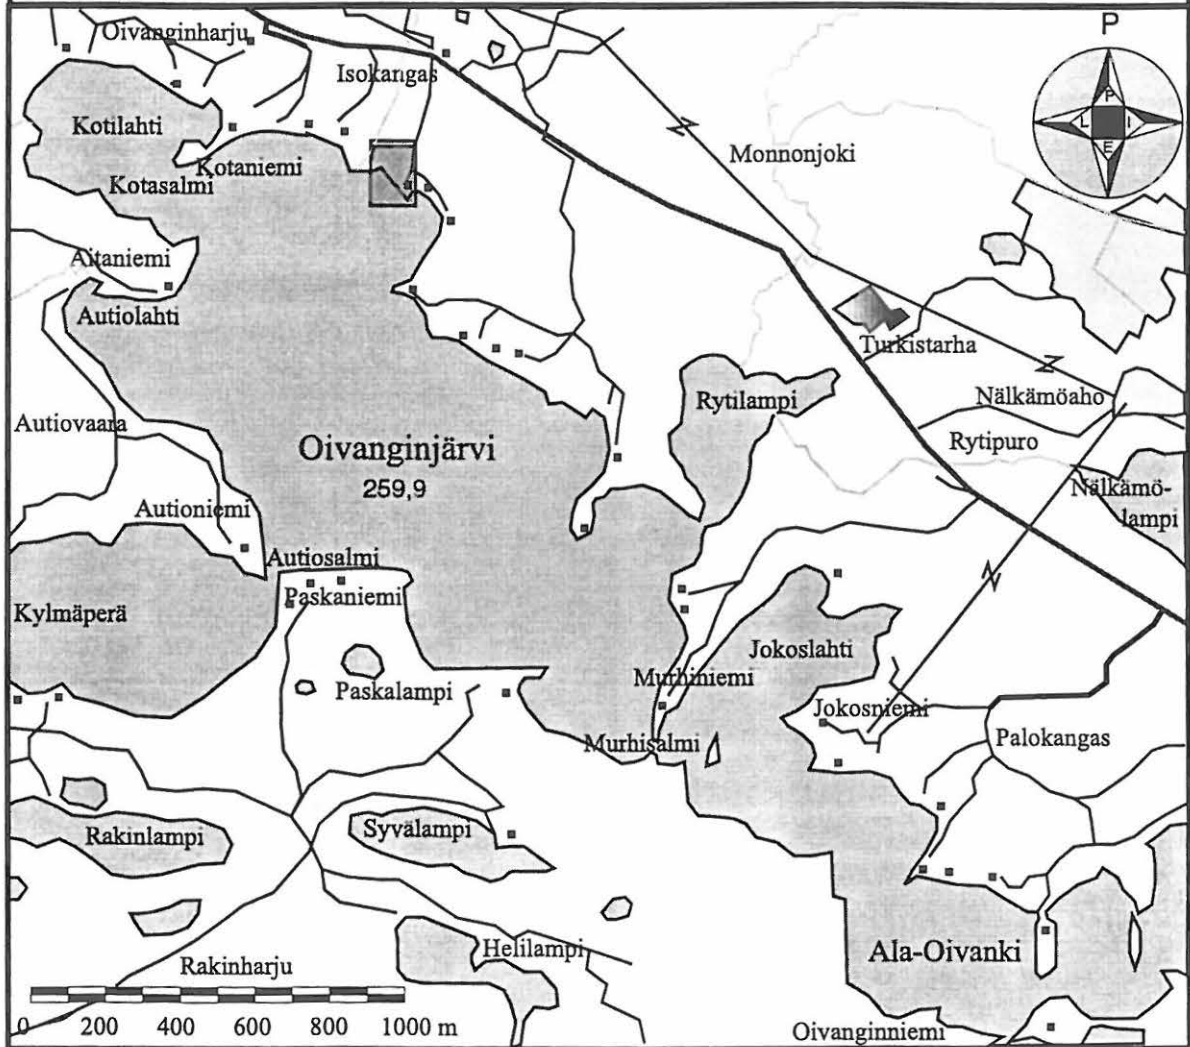 P
Oivanginharju
Isokangas
Kotilahti
P
L I
E
Monnonjoki
Kotaniemi
Kotasalmi
Aitaniemi
Autiolahti
Turkistarha
Rytilampi
Nälkämöaho
Autiovaara
Oivanginjärvi
259,9
Rytipuro
Nälkämö-
lampi
Autioniemi
Autiosalmi
Paskaniemi
Kylmäperä
Jokoslahti
Murhiniemi
Paskalampi
Jokosniemi
Murhisalmi
Palokangas
Rakinlampi
Syvälampi
Helilampi
Ala-Oivanki
Rakinharju
0 200 400 600 800 1000 m
Oivanginniemi